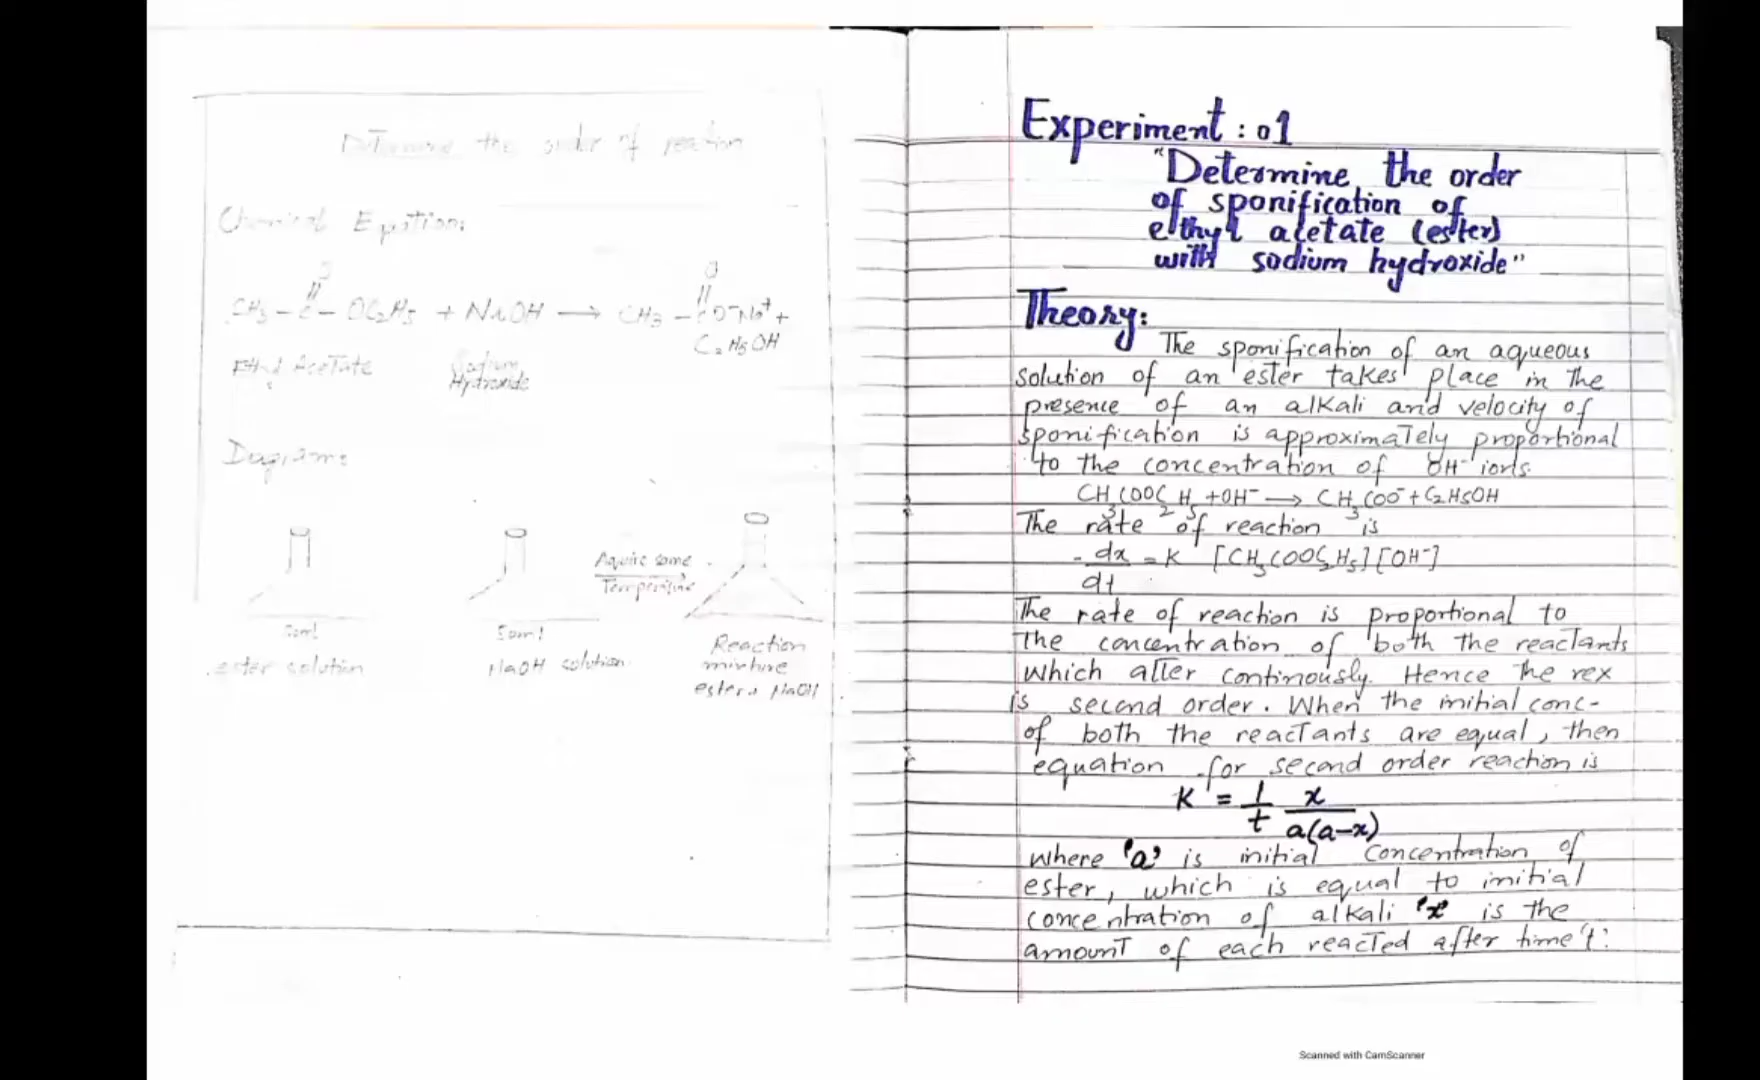 Determine the order of reaction
Chemical Equation:
O
O
CH3 – C – OC2H5 + NaOH → CH3 – C O⁻Na⁺ +
C2H5OH
Ethyl Acetate Sodium
Hydroxide
Diagram:
Aquire same
Temperature
50ml
ester solution
50ml
NaOH solution
Reaction
mixture
ester + NaOH
Experiment : 01
"Determine the order
of sponification of
ethyl acetate (ester)
with sodium hydroxide"
Theory:
The sponification of an aqueous
solution of an ester takes place in the
presence of an alkali and velocity of
sponification is approximately proportional
to the concentration of OH⁻ ions.
CH3COOC2H5 + OH⁻ → CH3COO⁻ + C2H5OH
The rate of reaction is
-dx/dt = K [CH3COOC2H5][OH⁻]
The rate of reaction is proportional to
the concentration of both the reactants
which alter continously. Hence the rex
is second order. When the initial conc-
of both the reactants are equal, then
equation for second order reaction is
K = 1/t x/a(a-x)
where 'a' is initial concentration of
ester, which is equal to initial
concentration of alkali 'x' is the
amount of each reacted after time 't'.
Scanned with CamScanner